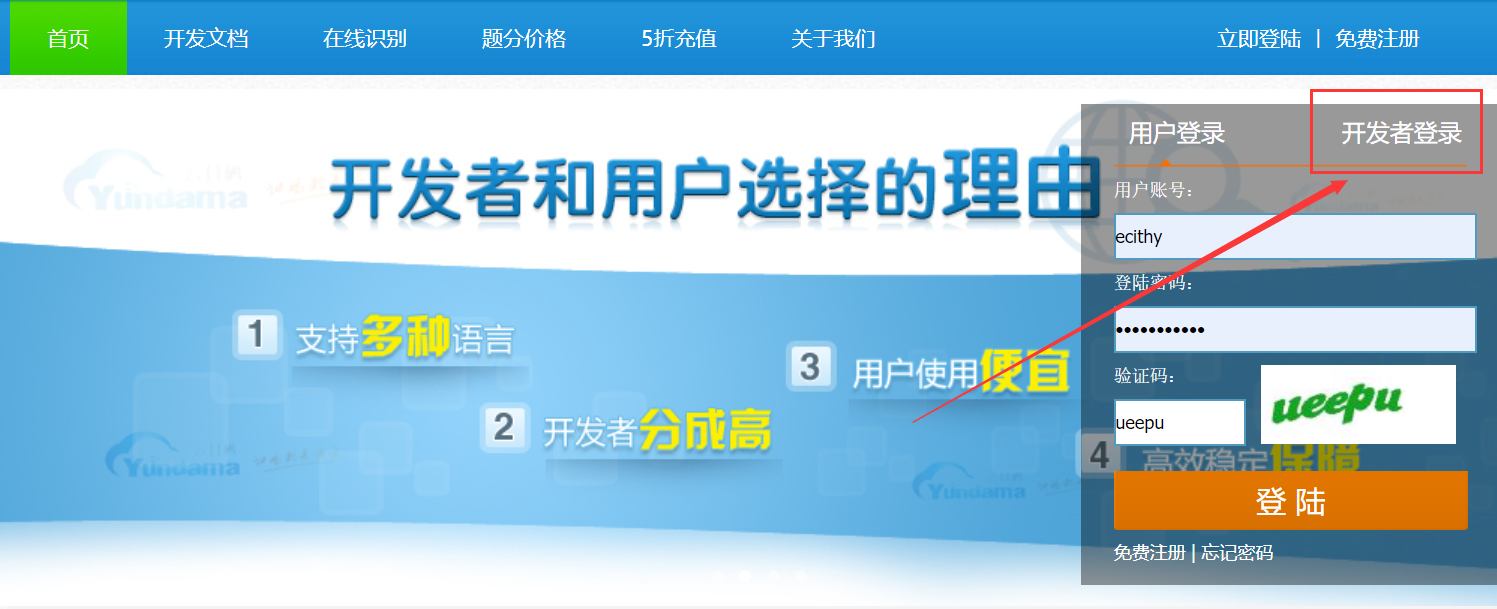 首页 开发文档 在线识别 题分价格 5折充值 关于我们 立即登陆 | 免费注册
用户登录 开发者登录
Yundama
开发者和用户选择的理由
用户账号：
ecithy
登陆密码：
•••••••••••
验证码：
ueepu
ueepu
1 支持多种语言
2 开发者分成高
3 用户使用便宜
4 高效稳定保障
Yundama
Yundama
登 陆
免费注册 | 忘记密码